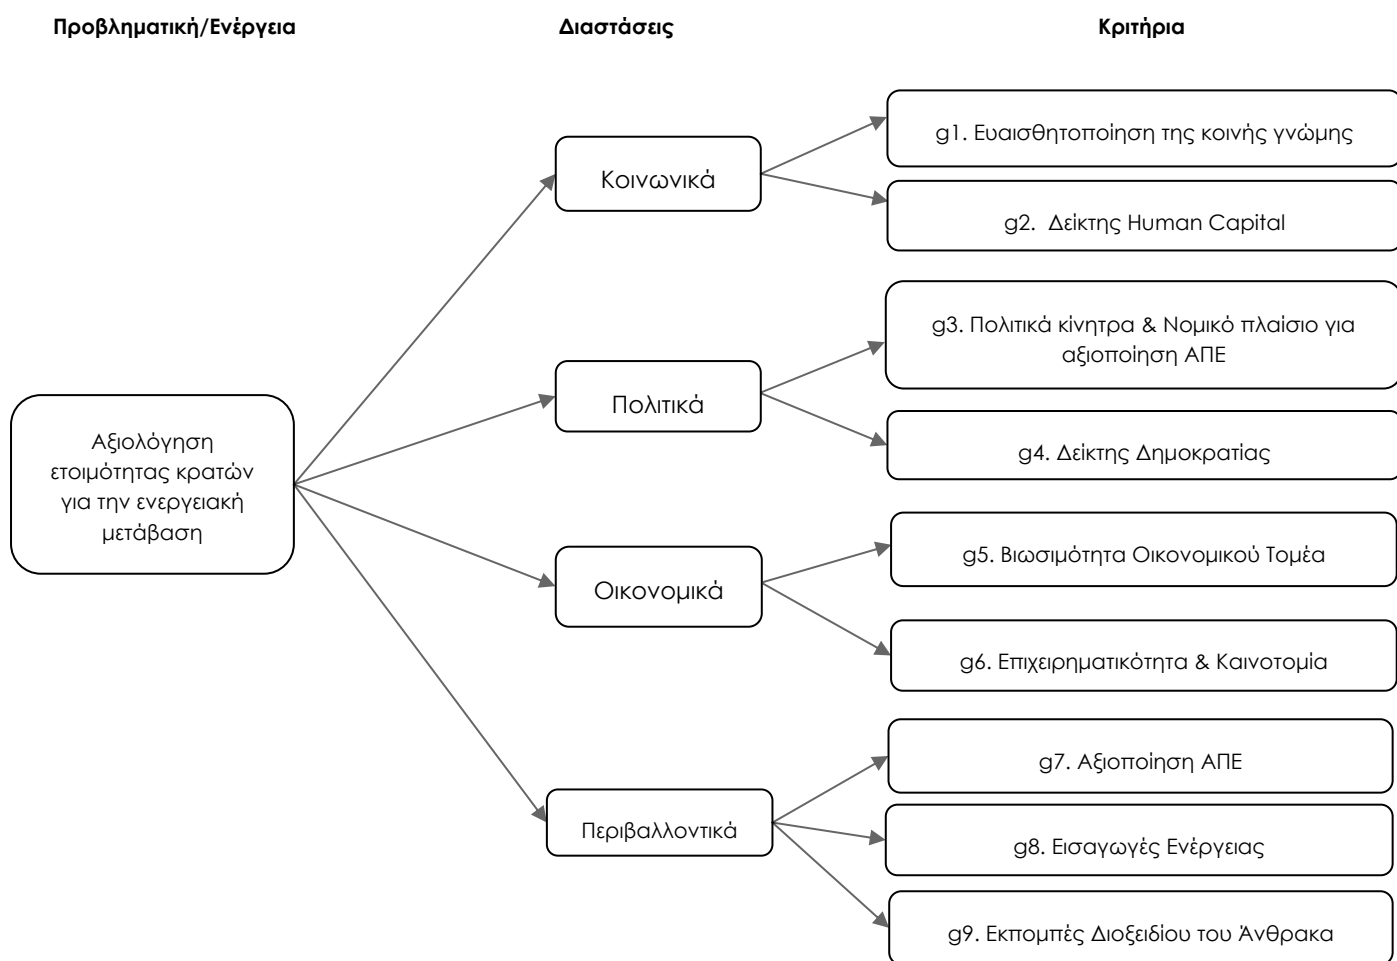 Προβληματική/Ενέργεια
Διαστάσεις
Κριτήρια
Αξιολόγηση
ετοιμότητας κρατών
για την ενεργειακή
μετάβαση
Κοινωνικά
g1. Ευαισθητοποίηση της κοινής γνώμης
g2. Δείκτης Human Capital
Πολιτικά
g3. Πολιτικά κίνητρα & Νομικό πλαίσιο για
αξιοποίηση ΑΠΕ
g4. Δείκτης Δημοκρατίας
Οικονομικά
g5. Βιωσιμότητα Οικονομικού Τομέα
g6. Επιχειρηματικότητα & Καινοτομία
Περιβαλλοντικά
g7. Αξιοποίηση ΑΠΕ
g8. Εισαγωγές Ενέργειας
g9. Εκπομπές Διοξειδίου του Άνθρακα